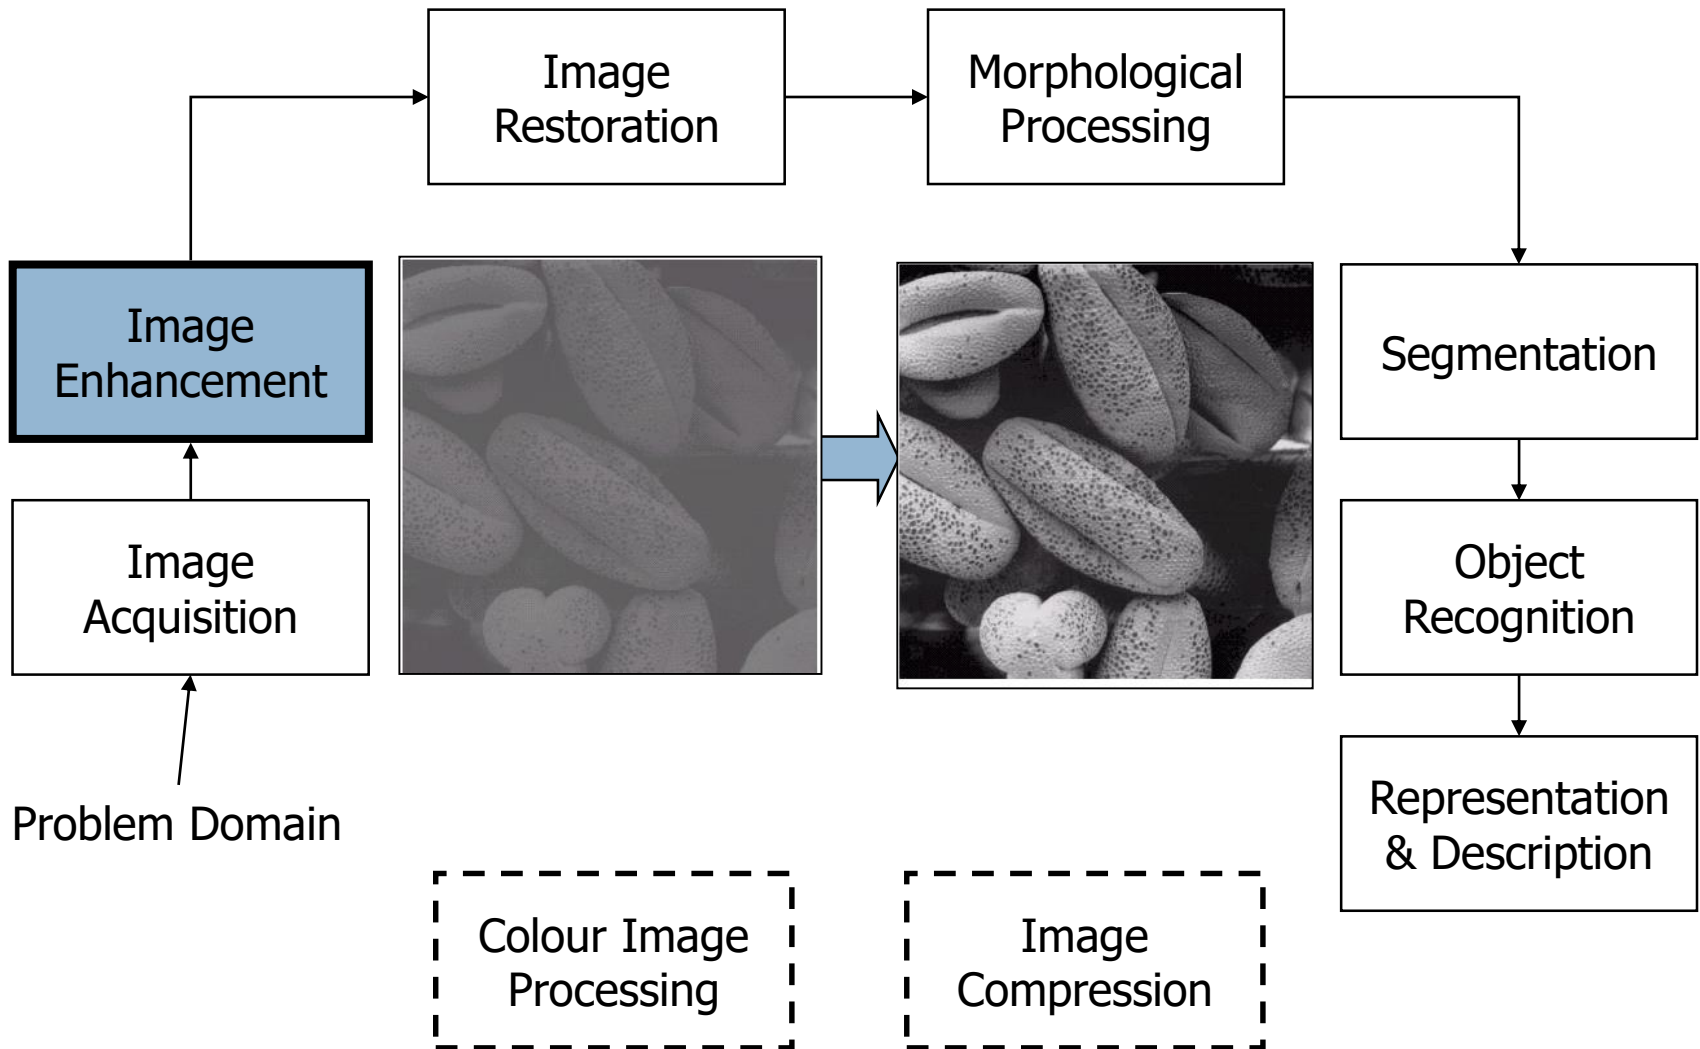 Image
Restoration
Morphological
Processing
Image
Enhancement
Segmentation
Image
Acquisition
Object
Recognition
Problem Domain
Representation
& Description
Colour Image
Processing
Image
Compression